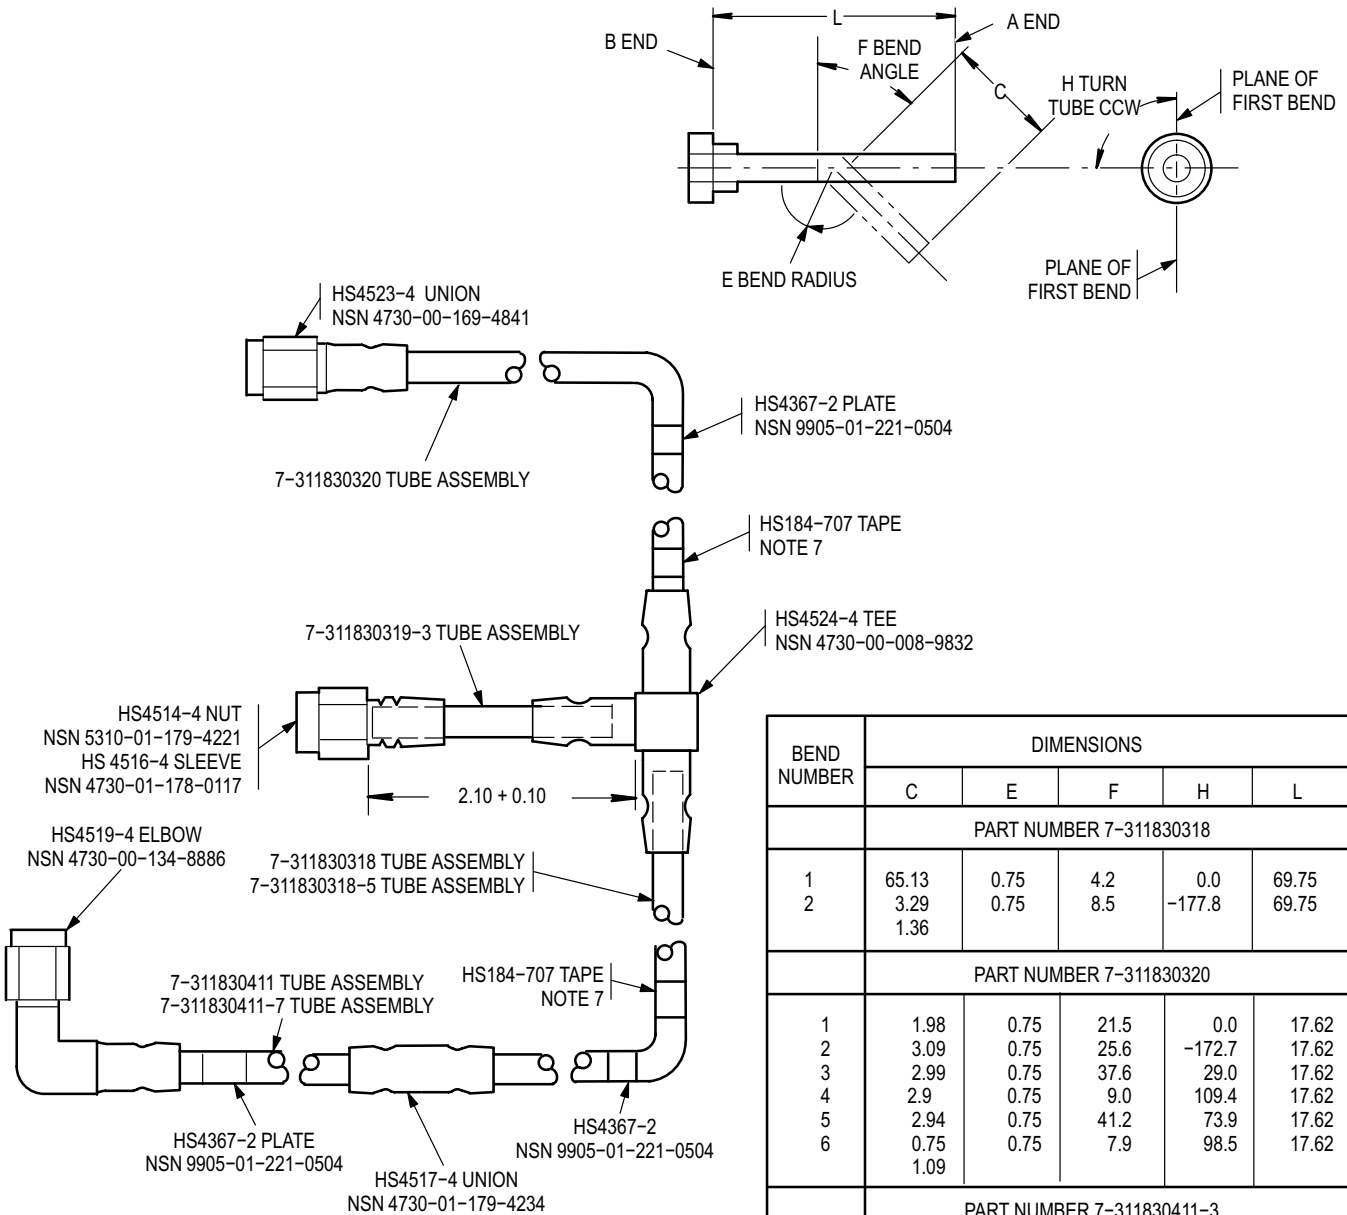 L
A END
B END
F BEND
ANGLE
C
H TURN
TUBE CCW
PLANE OF
FIRST BEND
E BEND RADIUS
PLANE OF
FIRST BEND
HS4523−4 UNION
NSN 4730−00−169−4841
HS4367−2 PLATE
NSN 9905−01−221−0504
7−311830320 TUBE ASSEMBLY
HS184−707 TAPE
NOTE 7
7−311830319−3 TUBE ASSEMBLY
HS4524−4 TEE
NSN 4730−00−008−9832
HS4514−4 NUT
NSN 5310−01−179−4221
HS 4516−4 SLEEVE
NSN 4730−01−178−0117
2.10 + 0.10
HS4519−4 ELBOW
NSN 4730−00−134−8886
7−311830318 TUBE ASSEMBLY
7−311830318−5 TUBE ASSEMBLY
7−311830411 TUBE ASSEMBLY
7−311830411−7 TUBE ASSEMBLY
HS184−707 TAPE
NOTE 7
HS4367−2 PLATE
NSN 9905−01−221−0504
HS4517−4 UNION
NSN 4730−01−179−4234
HS4367−2
NSN 9905−01−221−0504
BEND
NUMBER
DIMENSIONS
C E F H L
PART NUMBER 7−311830318
1 65.13 0.75 4.2 0.0 69.75
2 3.29 0.75 8.5 −177.8 69.75
1.36
PART NUMBER 7−311830320
1 1.98 0.75 21.5 0.0 17.62
2 3.09 0.75 25.6 −172.7 17.62
3 2.99 0.75 37.6 29.0 17.62
4 2.9 0.75 9.0 109.4 17.62
5 2.94 0.75 41.2 73.9 17.62
6 0.75 0.75 7.9 98.5 17.62
1.09
PART NUMBER 7−311830411−3